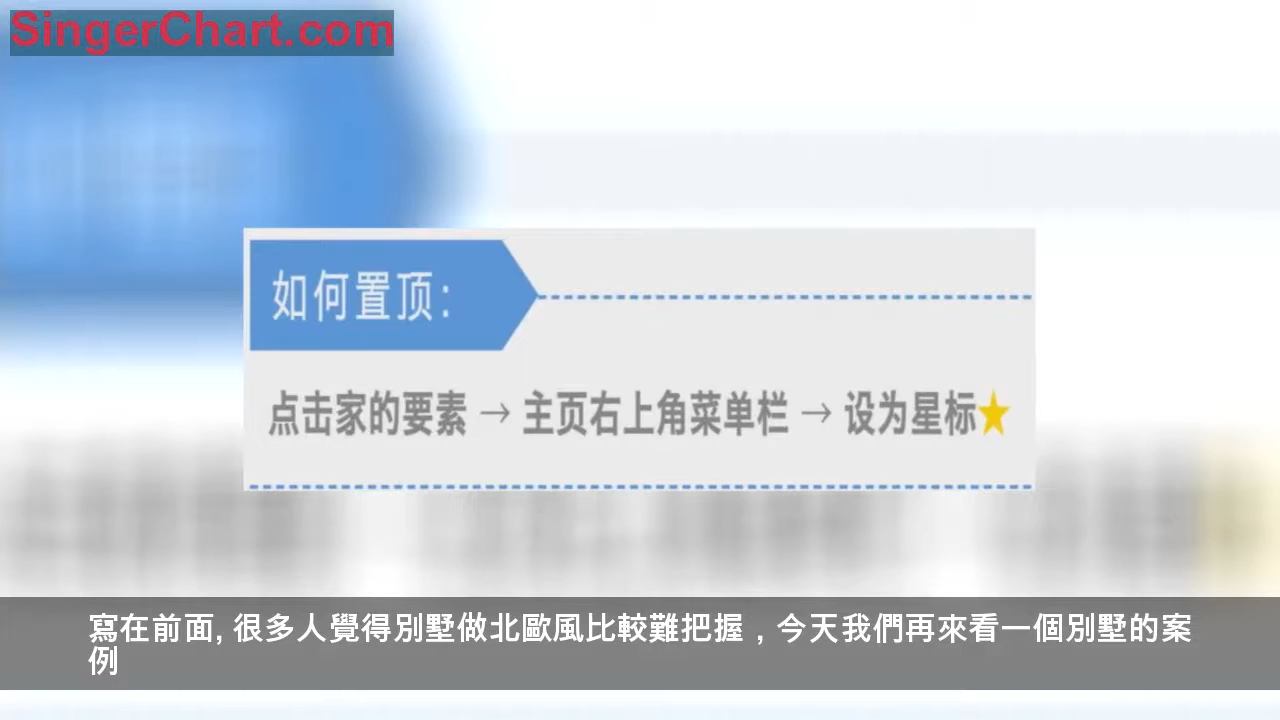 SingerChart.com
如何置顶：
点击家的要素 → 主页右上角菜单栏 → 设为星标★
寫在前面, 很多人覺得別墅做北歐風比較難把握，今天我們再來看一個別墅的案
例